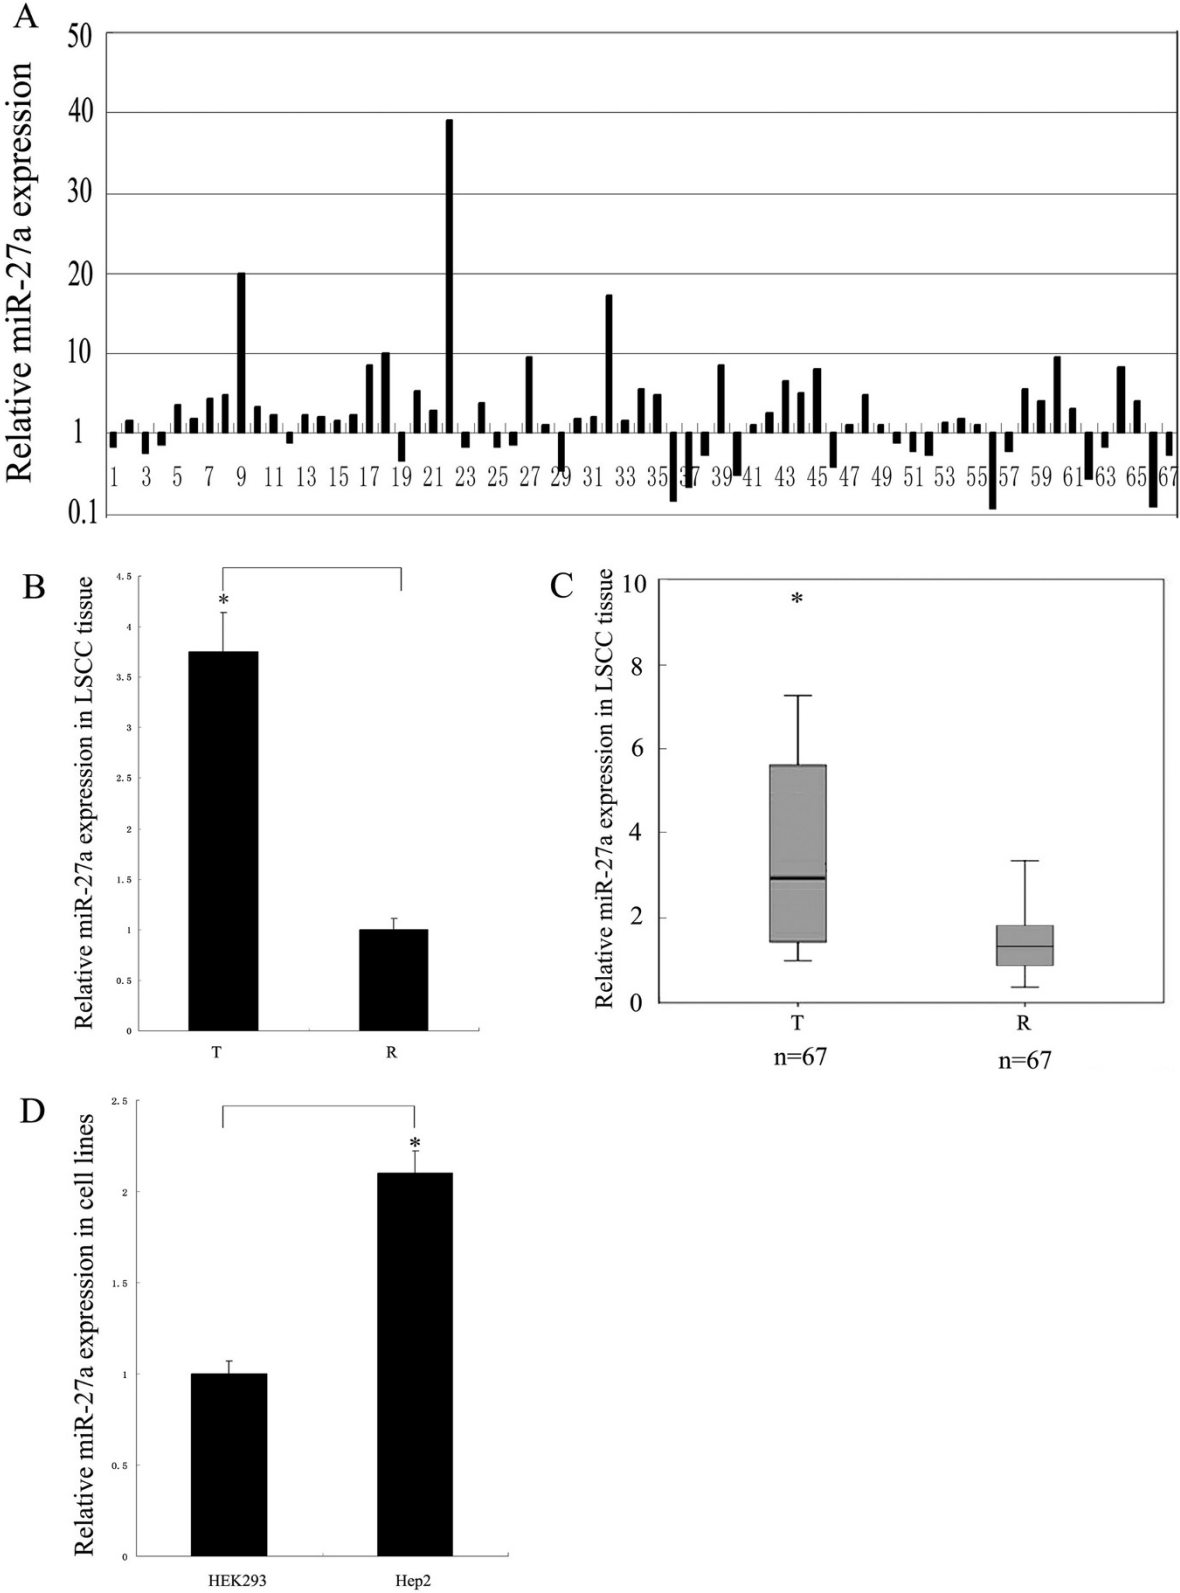 A
Relative miR-27a expression
50
40
30
20
10
1
0.1
1 3 5 7 9 11 13 15 17 19 21 23 25 27 29 31 33 35 37 39 41 43 45 47 49 51 53 55 57 59 61 63 65 67
B
Relative miR-27a expression in LSCC tissue
4.5
4
3.5
3
2.5
2
1.5
1
0.5
0
*
T R
C
Relative miR-27a expression in LSCC tissue
10
8
6
4
2
0
*
T R
n=67 n=67
D
Relative miR-27a expression in cell lines
2.5
2
1.5
1
0.5
0
*
HEK293 Hep2